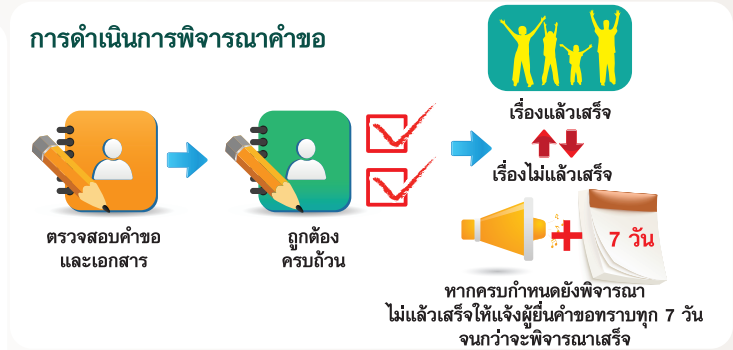 การดำเนินการพิจารณาคำขอ
ตรวจสอบคำขอ
และเอกสาร
ถูกต้อง
ครบถ้วน
เรื่องแล้วเสร็จ
เรื่องไม่แล้วเสร็จ
7 วัน
หากครบกำหนดยังพิจารณา
ไม่แล้วเสร็จให้แจ้งผู้ยื่นคำขอทราบทุก 7 วัน
จนกว่าจะพิจารณาเสร็จ